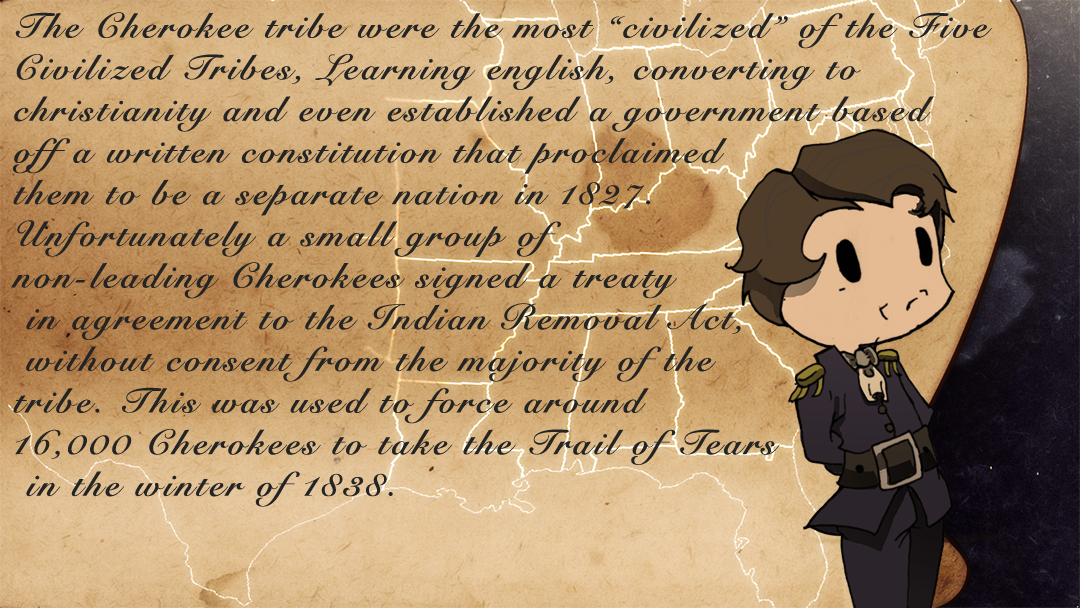 The Cherokee tribe were the most “civilized” of the Five
Civilized Tribes, Learning english, converting to
christianity and even established a government based
off a written constitution that proclaimed
them to be a separate nation in 1827.
Unfortunately a small group of
non-leading Cherokees signed a treaty
in agreement to the Indian Removal Act,
without consent from the majority of the
tribe. This was used to force around
16,000 Cherokees to take the Trail of Tears
in the winter of 1838.